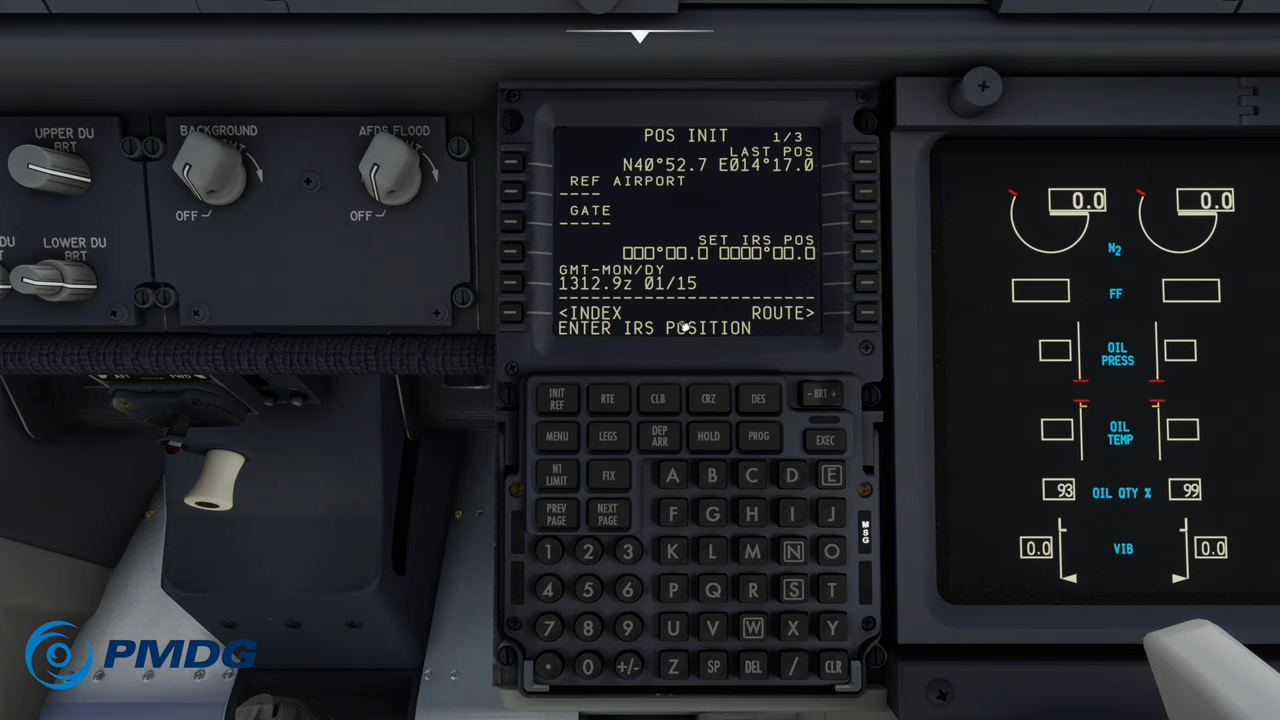 UPPER DU
BRT
BACKGROUND
AFDS FLOOD
OFF
OFF
LOWER DU
BRT
POS INIT 1/3
LAST POS
N40°52.7 E014°17.0
REF AIRPORT
----
GATE
-----
SET IRS POS
□□□°□□.□ □□□□°□□.□
GMT-MON/DY
1312.9z 01/15
<INDEX ROUTE>
ENTER IRS POSITION
INIT REF
RTE
CLB
CRZ
DES
- BRT +
MENU
LEGS
DEP ARR
HOLD
PROG
EXEC
N1 LIMIT
FIX
A B C D E
PREV PAGE
NEXT PAGE
F G H I J
1 2 3 K L M N O
4 5 6 P Q R S T
7 8 9 U V W X Y
. 0 +/- Z SP DEL / CLR
MSG
0.0 0.0
N2
FF
OIL
PRESS
OIL
TEMP
93 OIL QTY % 99
0.0 VIB 0.0
PMDG